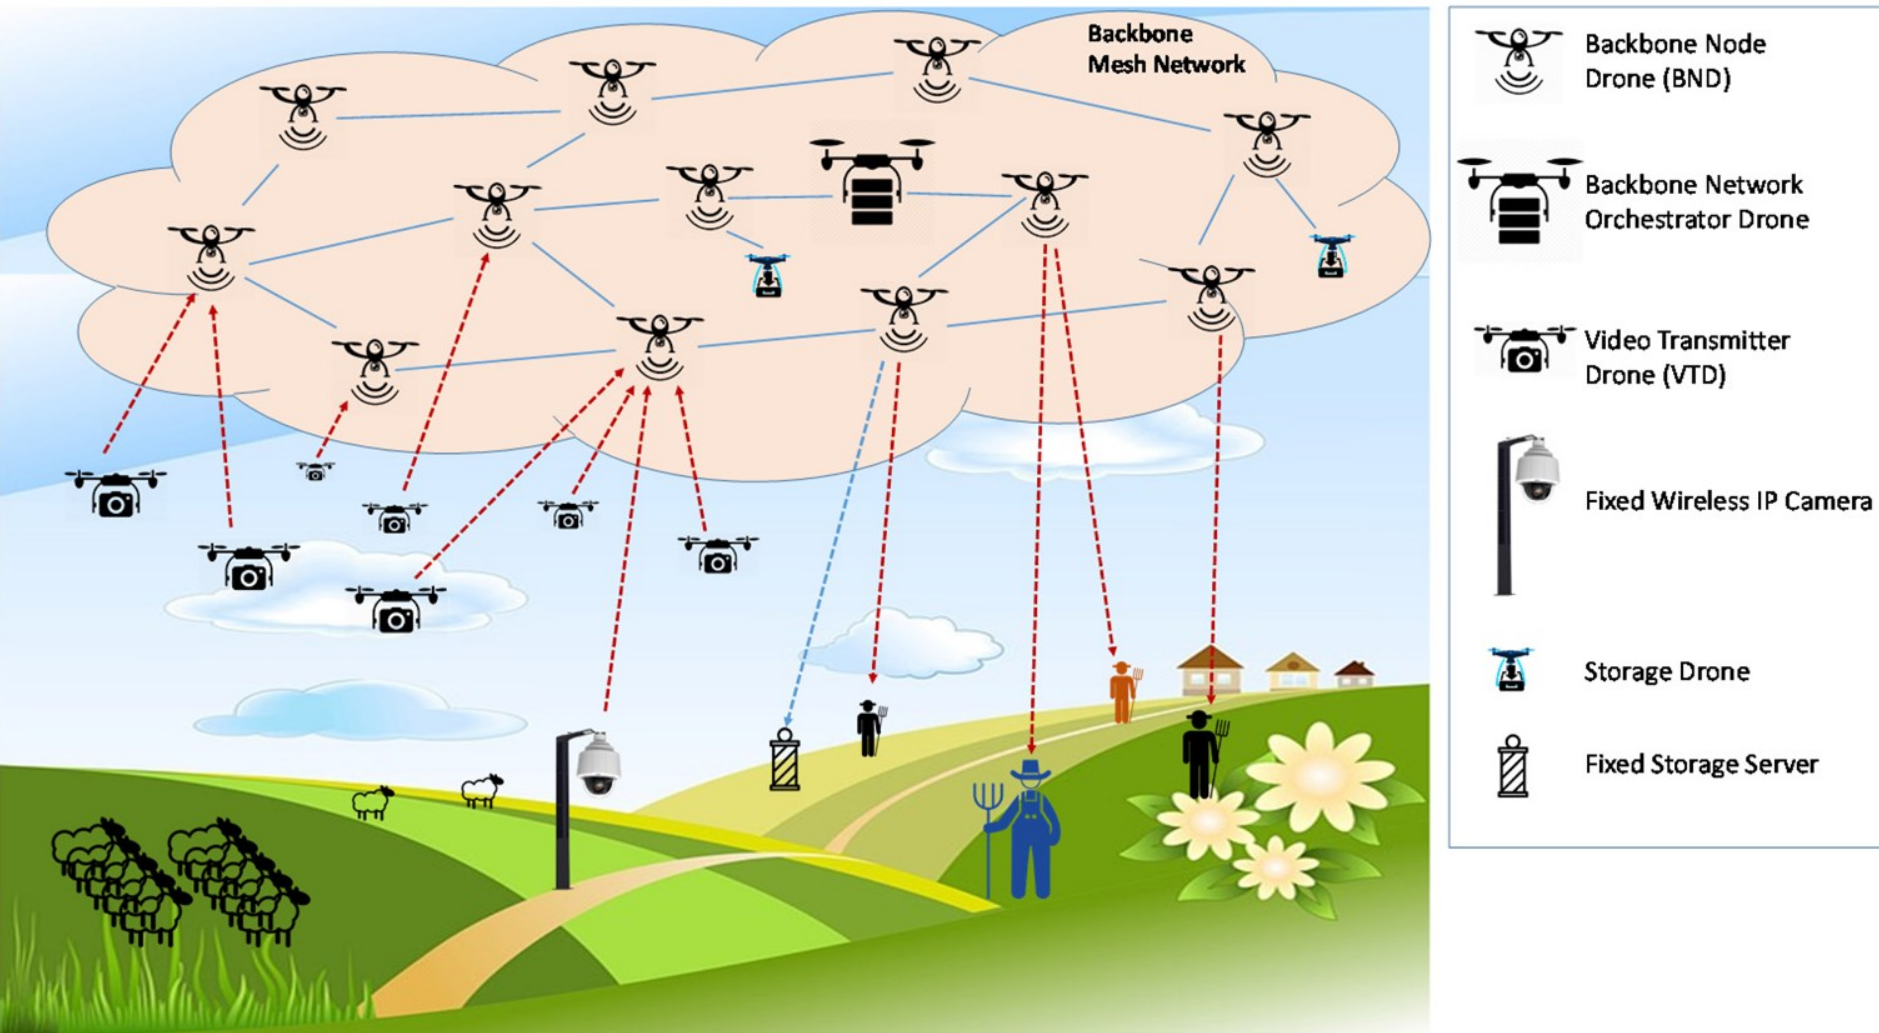 Backbone
Mesh Network
Backbone Node
Drone (BND)
Backbone Network
Orchestrator Drone
Video Transmitter
Drone (VTD)
Fixed Wireless IP Camera
Storage Drone
Fixed Storage Server